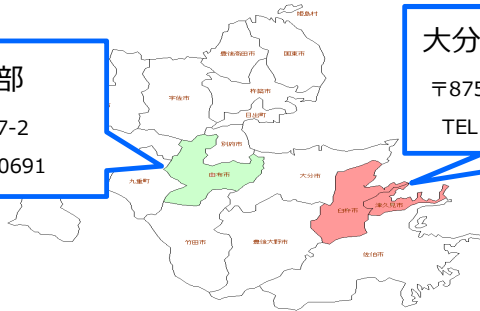 姫島村
豊後高田市
国東市
宇佐市
杵築市
日出町
別府市
由布市
大分市
九重町
臼杵市
津久見市
竹田市
豊後大野市
佐伯市
部
7-2
0691
大分
〒875
TEL